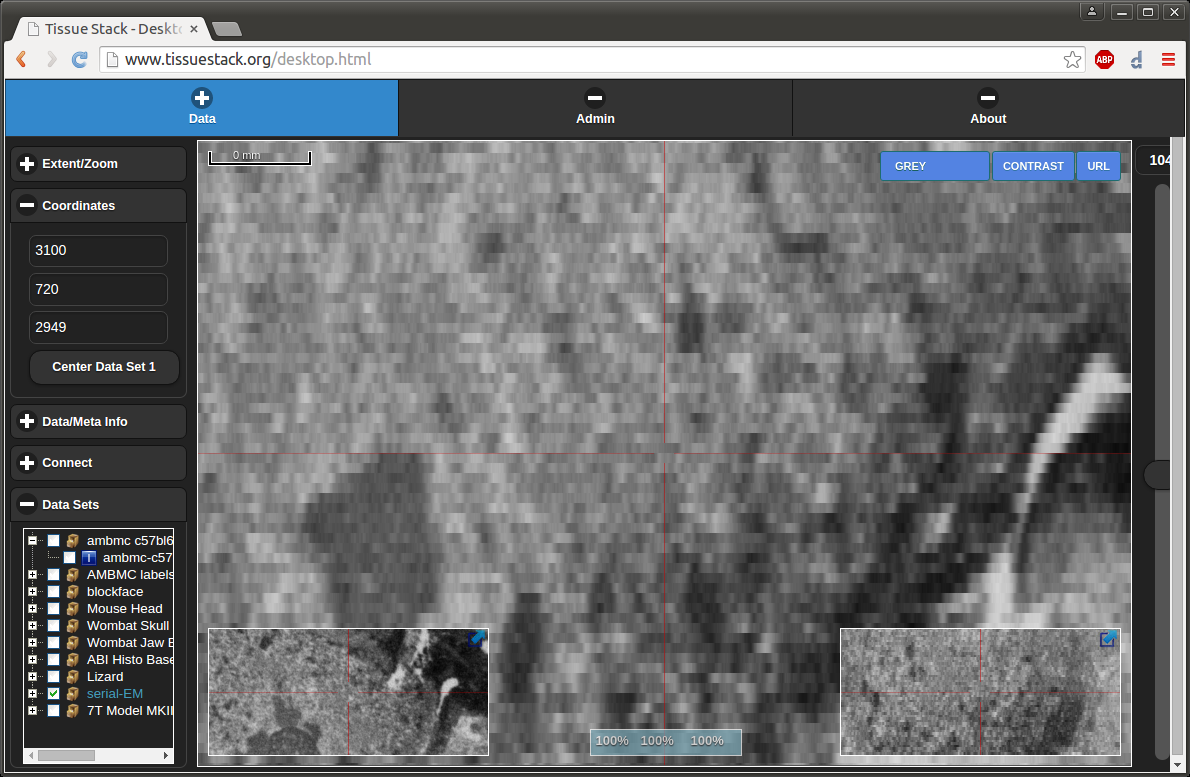 Tissue Stack - Deskto
www.tissuestack.org/desktop.html
ABP
Data
Admin
About
Extent/Zoom
Coordinates
3100
720
2949
Center Data Set 1
Data/Meta Info
Connect
Data Sets
ambmc c57bl6
ambmc-c57
AMBMC labels
blockface
Mouse Head
Wombat Skull
Wombat Jaw E
ABI Histo Base
Lizard
serial-EM
7T Model MKII
0 mm
GREY
CONTRAST
URL
104
100% 100% 100%